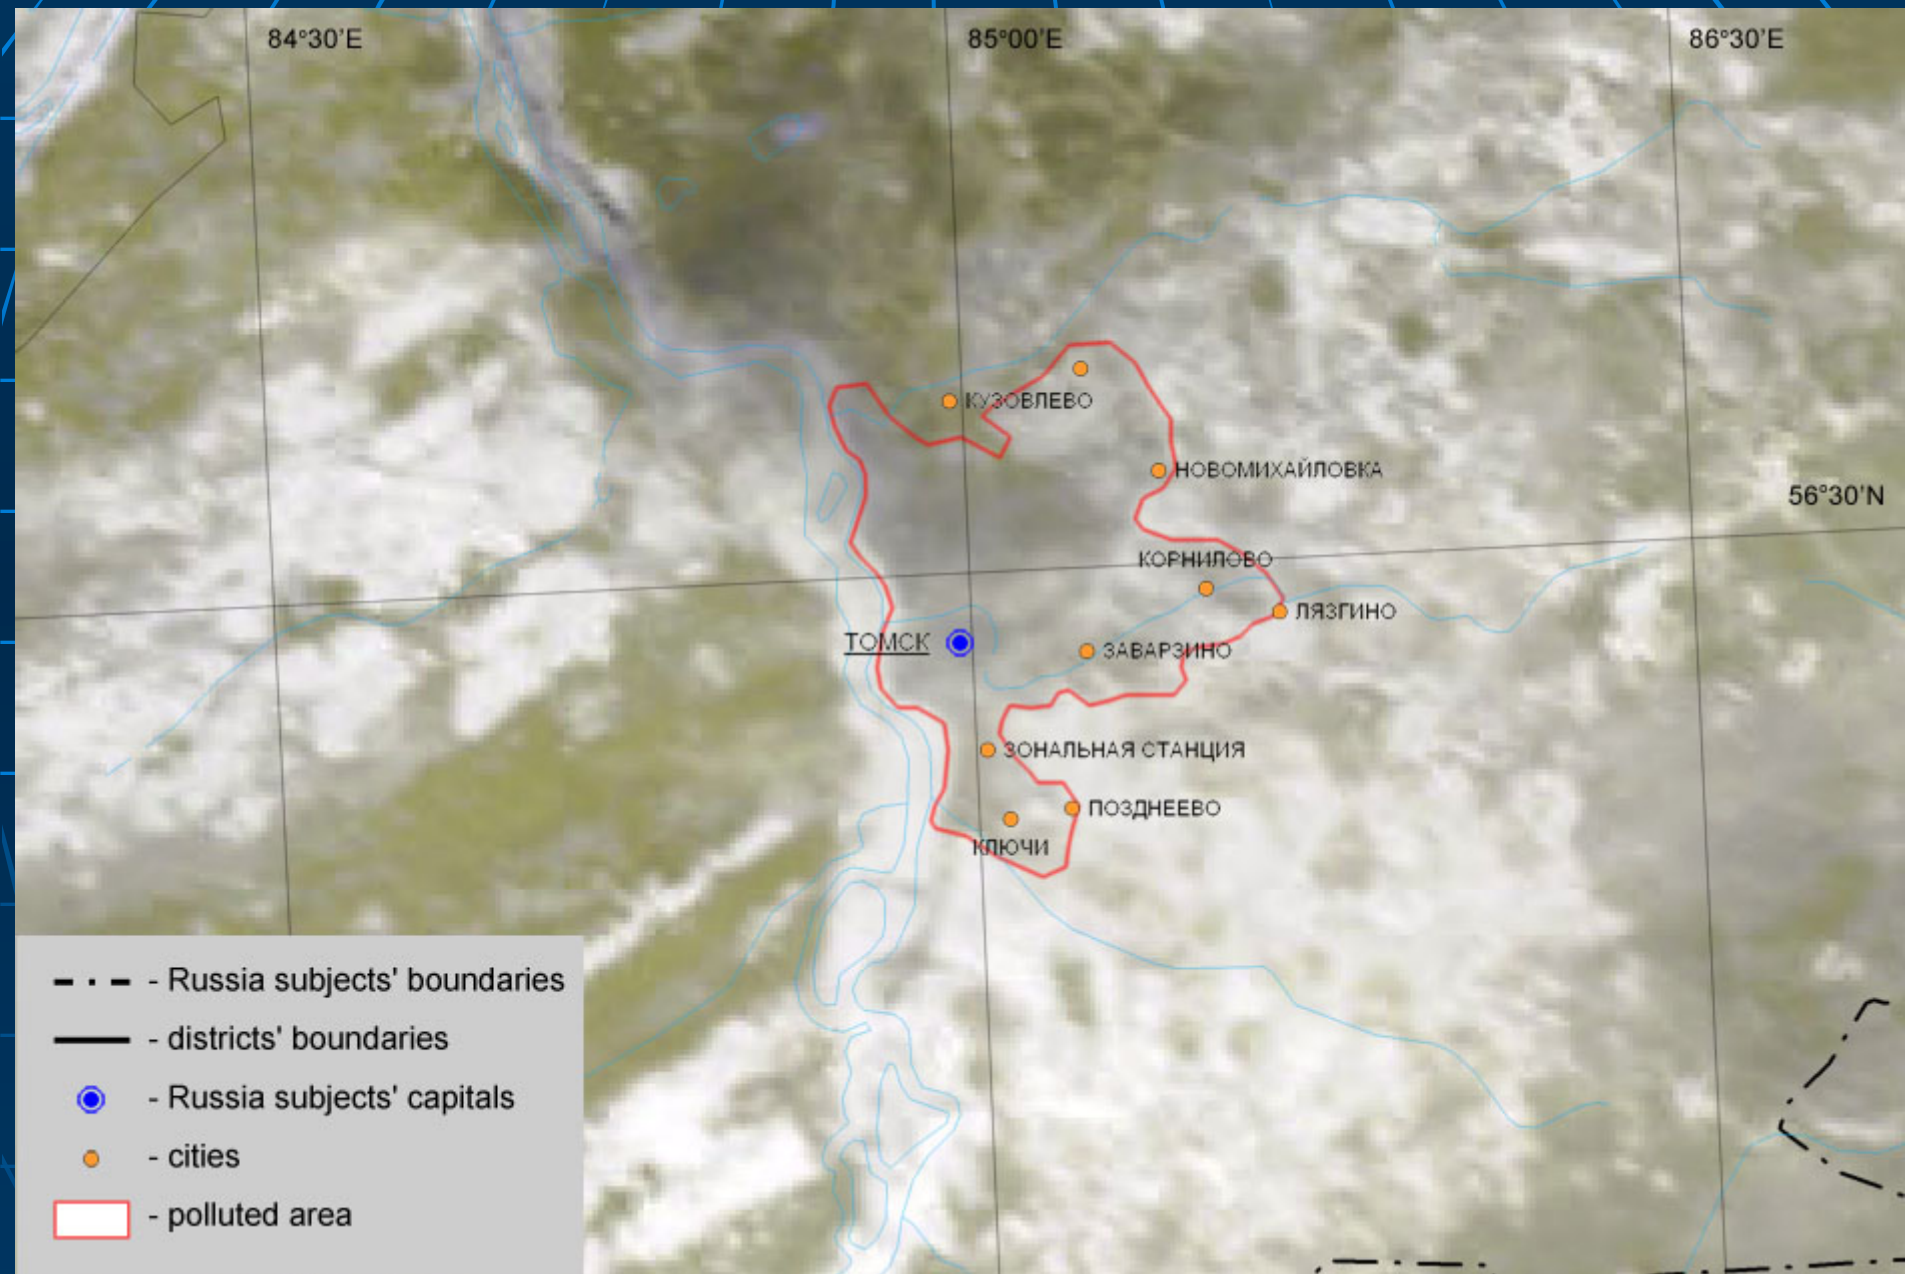 84°30'E
85°00'E
86°30'E
КУЗОВЛЕВО
НОВОМИХАЙЛОВКА
56°30'N
КОРНИЛОВО
ЛЯЗГИНО
ТОМСК
ЗАВАРЗИНО
ЗОНАЛЬНАЯ СТАНЦИЯ
ПОЗДНЕЕВО
КЛЮЧИ
- Russia subjects' boundaries
- districts' boundaries
- Russia subjects' capitals
- cities
- polluted area